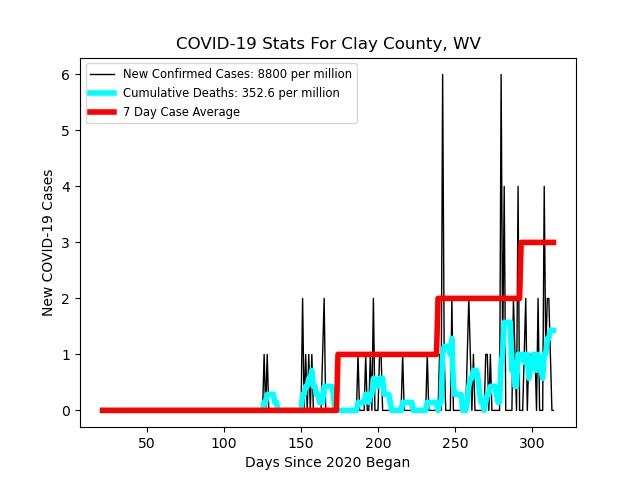 COVID-19 Stats For Clay County, WV
New Confirmed Cases: 8800 per million
Cumulative Deaths: 352.6 per million
7 Day Case Average
New COVID-19 Cases
6
5
4
3
2
1
0
50 100 150 200 250 300
Days Since 2020 Began